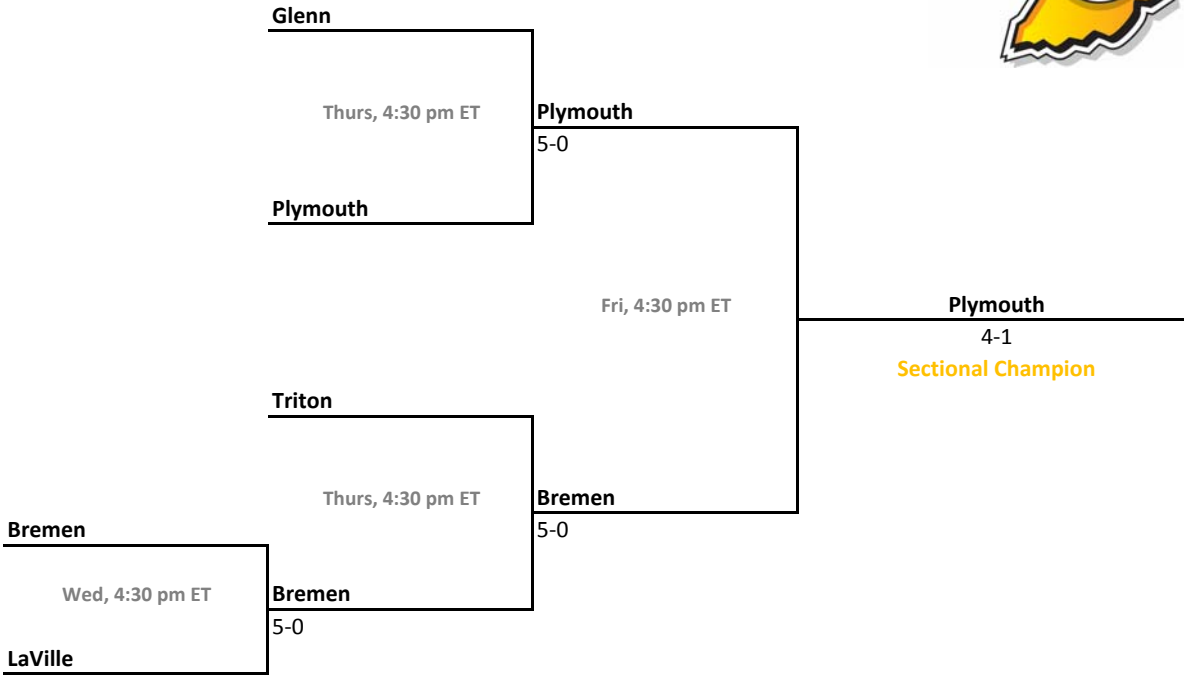 Glenn
Thurs, 4:30 pm ET
Plymouth
5-0
Plymouth
Fri, 4:30 pm ET
Plymouth
4-1
Sectional Champion
Triton
Thurs, 4:30 pm ET
Bremen
5-0
Bremen
Wed, 4:30 pm ET
Bremen
5-0
LaVille